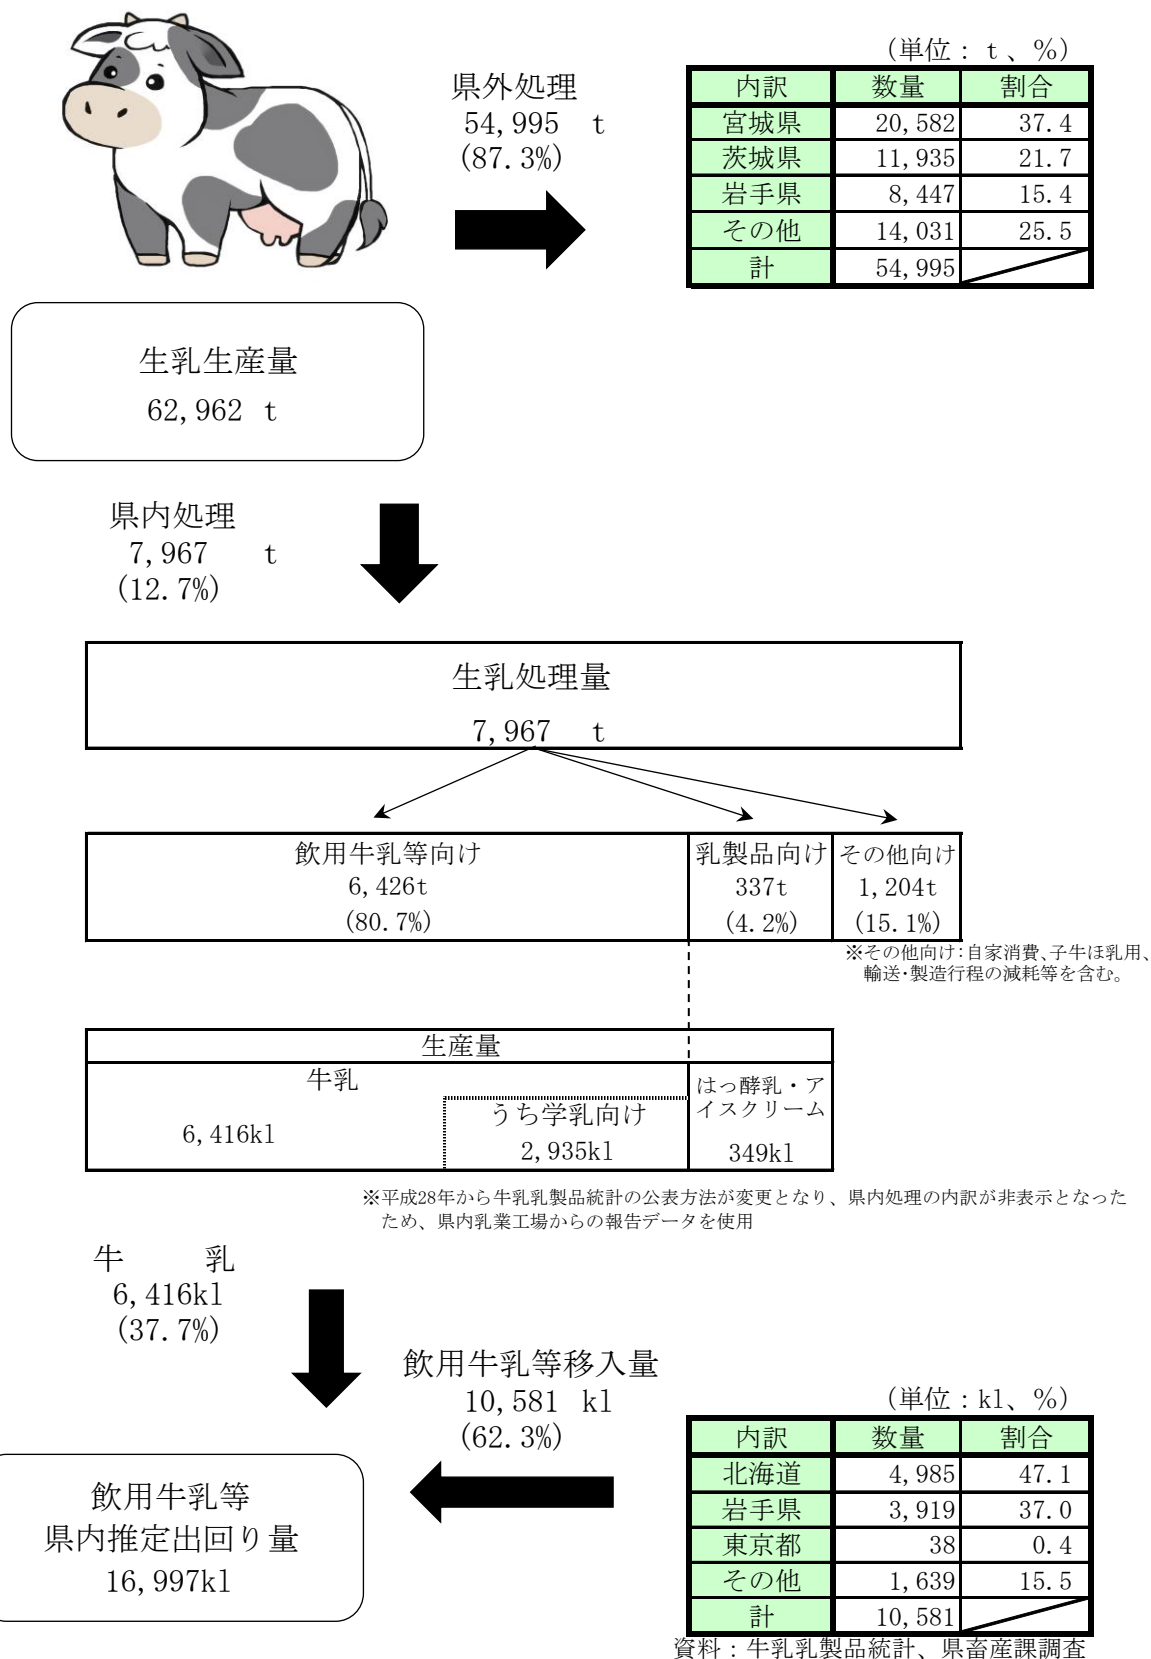 県外処理
54,995 t
(87.3%)
(単位: t、%)
内訳 数量 割合
宮城県 20,582 37.4
茨城県 11,935 21.7
岩手県 8,447 15.4
その他 14,031 25.5
計 54,995
生乳生産量
62,962 t
県内処理
7,967 t
(12.7%)
生乳処理量
7,967 t
飲用牛乳等向け 乳製品向け その他向け
6,426t 337t 1,204t
(80.7%) (4.2%) (15.1%)
※その他向け:自家消費、子牛ほ乳用、
輸送・製造行程の減耗等を含む。
生産量
牛乳
6,416kl
うち学乳向け
2,935kl
はっ酵乳・ア
イスクリーム
349kl
※平成28年から牛乳乳製品統計の公表方法が変更となり、県内処理の内訳が非表示となった
ため、県内乳業工場からの報告データを使用
牛 乳
6,416kl
(37.7%)
飲用牛乳等移入量
10,581 kl
(62.3%)
(単位:kl、%)
内訳 数量 割合
北海道 4,985 47.1
岩手県 3,919 37.0
東京都 38 0.4
その他 1,639 15.5
計 10,581
飲用牛乳等
県内推定出回り量
16,997kl
資料:牛乳乳製品統計、県畜産課調査